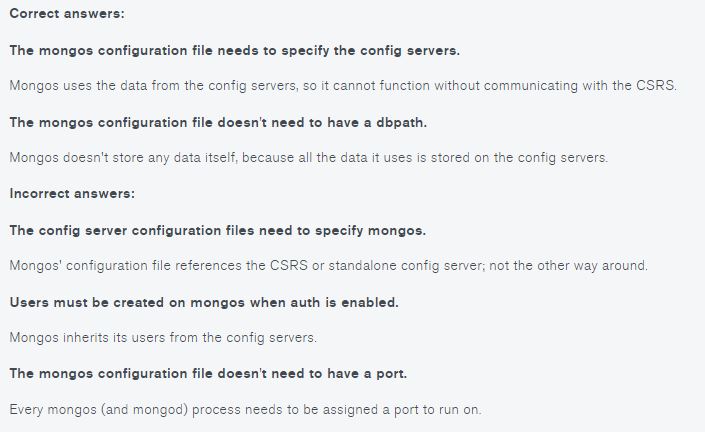 Correct answers:
The mongos configuration file needs to specify the config servers.
Mongos uses the data from the config servers, so it cannot function without communicating with the CSRS.
The mongos configuration file doesn't need to have a dbpath.
Mongos doesn't store any data itself, because all the data it uses is stored on the config servers.
Incorrect answers:
The config server configuration files need to specify mongos.
Mongos' configuration file references the CSRS or standalone config server; not the other way around.
Users must be created on mongos when auth is enabled.
Mongos inherits its users from the config servers.
The mongos configuration file doesn't need to have a port.
Every mongos (and mongod) process needs to be assigned a port to run on.